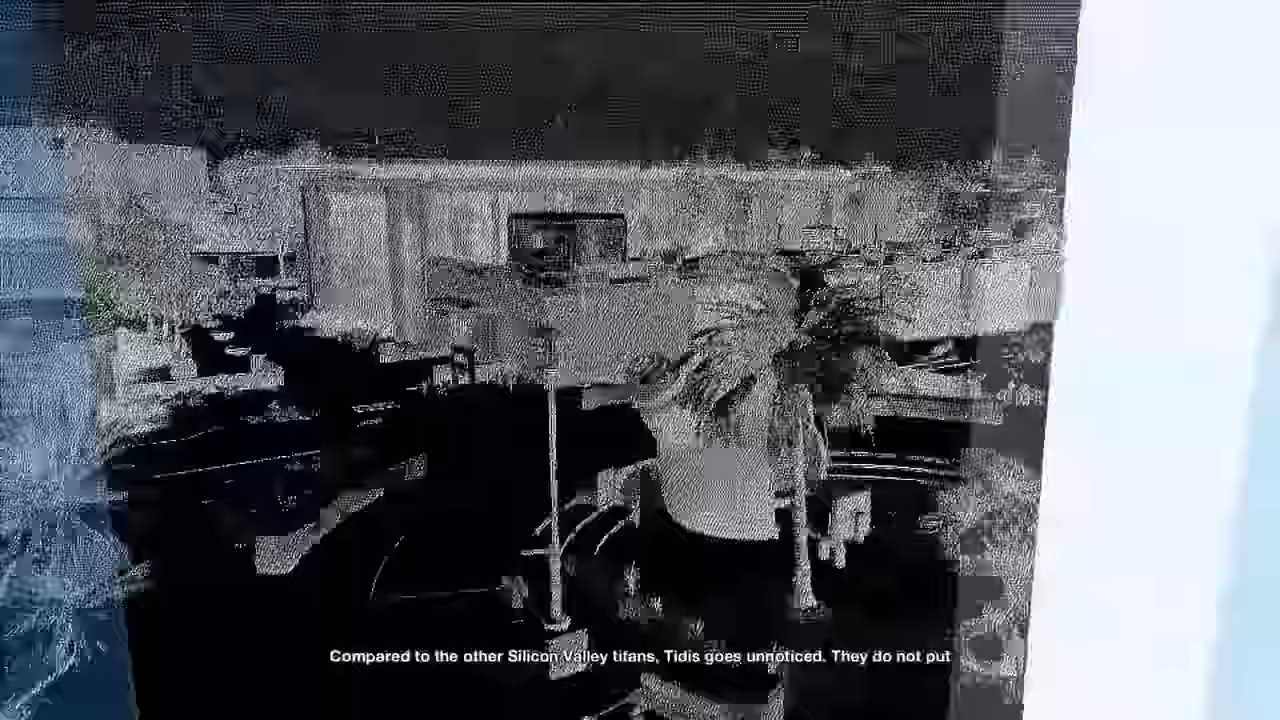 Compared to the other Silicon Valley titans, Tidis goes unnoticed. They do not put